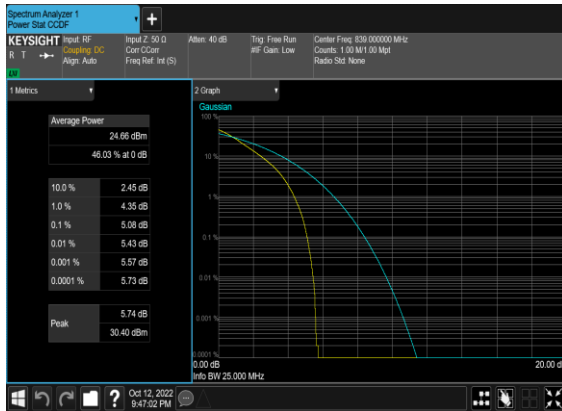 Spectrum Analyzer 1
Power Stat CCDF
+
KEYSIGHT
R T
Input: RF
Coupling: DC
Align: Auto
Input Z: 50 Ω
Corr CCorr
Freq Ref: Int (S)
Atten: 40 dB
Trig: Free Run
#IF Gain: Low
Center Freq: 839.000000 MHz
Counts: 1.00 M/1.00 Mpt
Radio Std: None
1 Metrics
Average Power
24.66 dBm
46.03 % at 0 dB
10.0 % 2.45 dB
1.0 % 4.35 dB
0.1 % 5.08 dB
0.01 % 5.43 dB
0.001 % 5.57 dB
0.0001 % 5.73 dB
Peak
5.74 dB
30.40 dBm
2 Graph
Gaussian
100 %
10 %
1 %
0.1 %
0.01 %
0.001 %
0.0001 %
0.00 dB
20.00 d
Info BW 25.000 MHz
?
Oct 12, 2022
9:47:02 PM